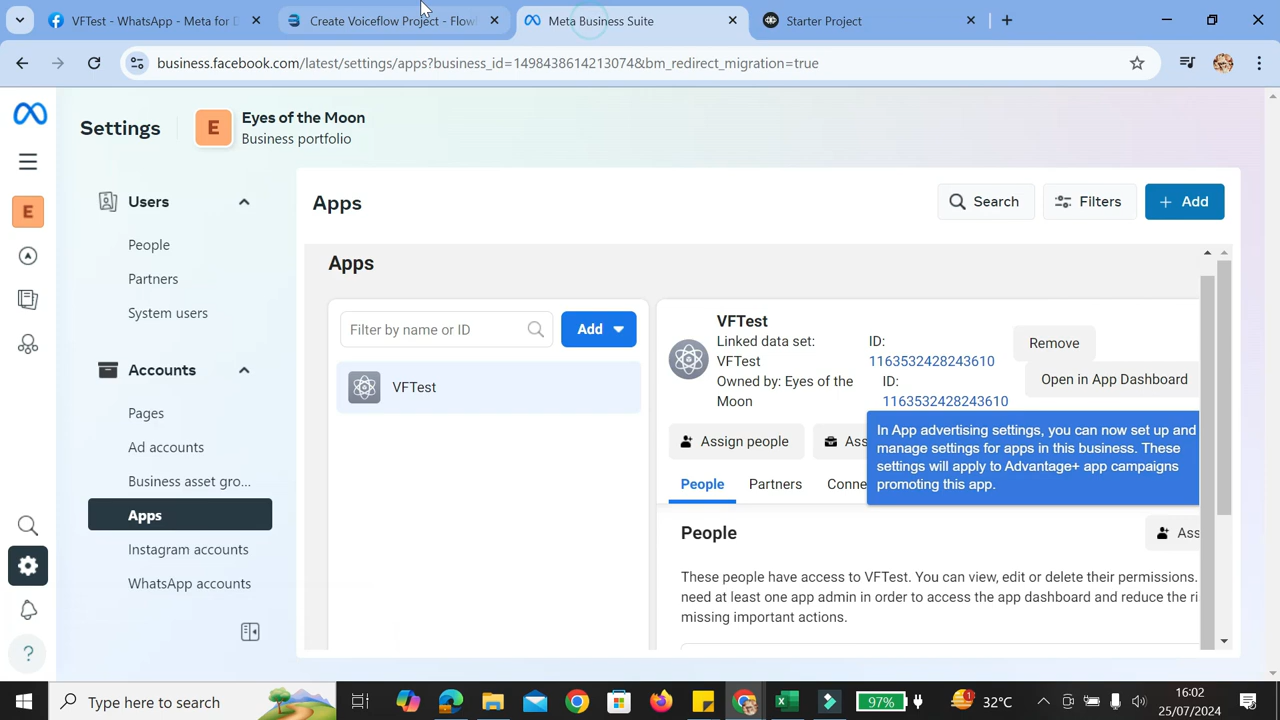 VFTest - WhatsApp - Meta for D
Create Voiceflow Project - Flowh
Meta Business Suite
Starter Project
business.facebook.com/latest/settings/apps?business_id=1498438614213074&bm_redirect_migration=true
Settings
E
Eyes of the Moon
Business portfolio
E
Users
People
Partners
System users
Accounts
Pages
Ad accounts
Business asset gro...
Apps
Instagram accounts
WhatsApp accounts
Apps
Search
Filters
+ Add
Apps
Filter by name or ID
Add
VFTest
VFTest
Linked data set:
VFTest
Owned by: Eyes of the
Moon
ID:
1163532428243610
ID:
1163532428243610
Remove
Open in App Dashboard
Assign people
Ass
In App advertising settings, you can now set up and
manage settings for apps in this business. These
settings will apply to Advantage+ app campaigns
promoting this app.
People
Partners
Conne
People
Ass
These people have access to VFTest. You can view, edit or delete their permissions.
need at least one app admin in order to access the app dashboard and reduce the ri
missing important actions.
Type here to search
97%
1
32°C
16:02
25/07/2024